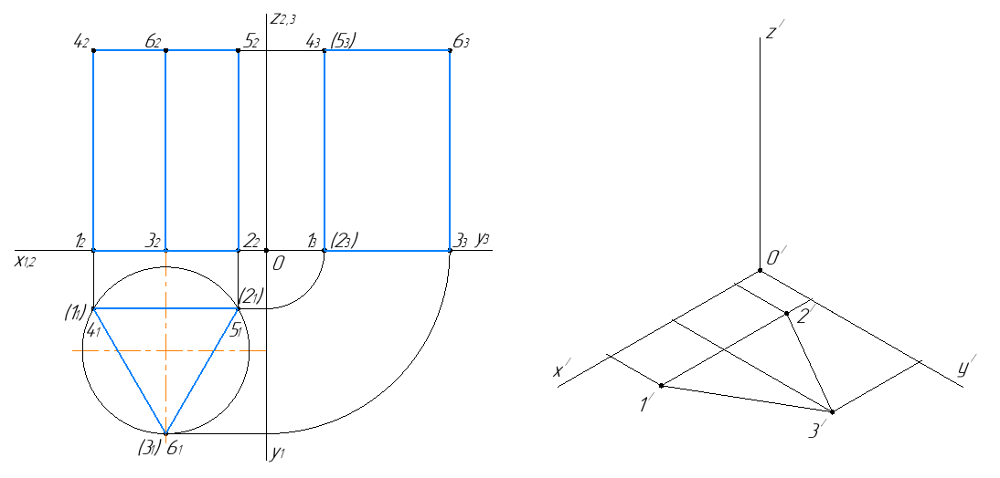 z2,3
42 62 52 43 (53) 63
12 32 22 13 (23) 33 y3
x1,2 0
(11) 41 (21) 51
(31) 61 y1
z′
0′
2′
x′ y′
1′
3′